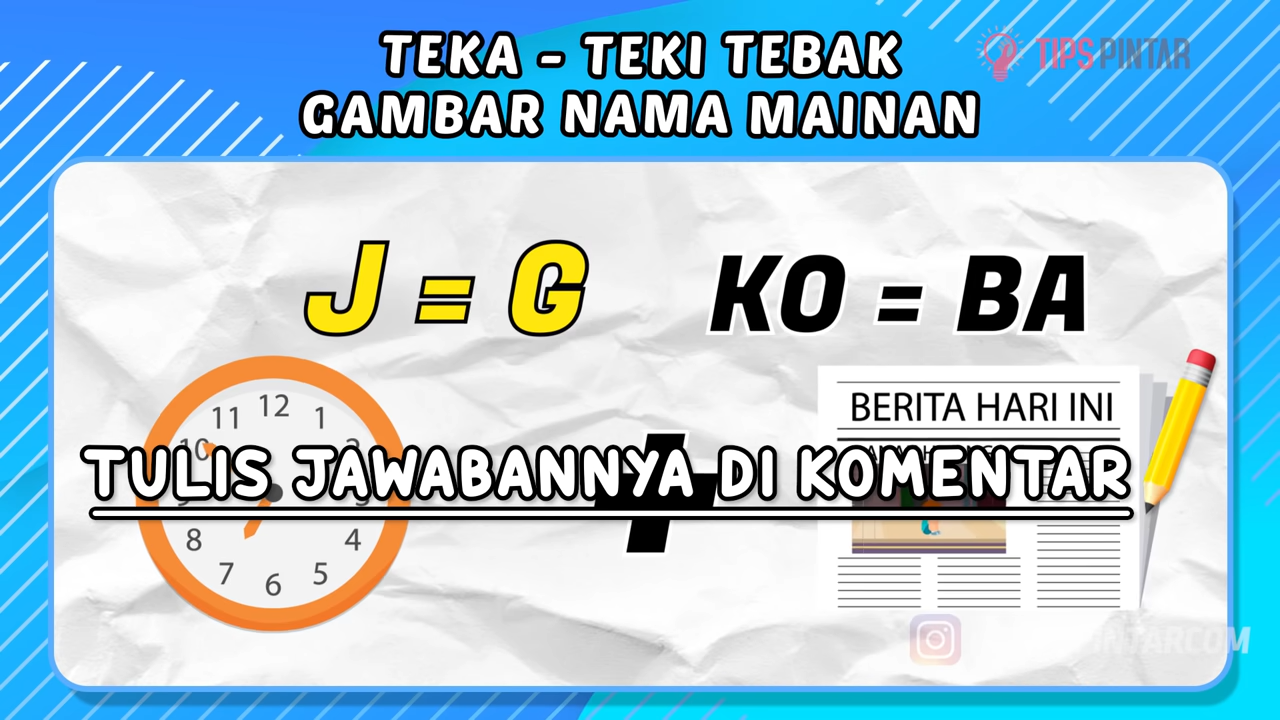 TEKA - TEKI TEBAK
GAMBAR NAMA MAINAN
TIPS PINTAR
J = G
KO = BA
11 12 1
10
8 4
7 6 5
BERITA HARI INI
TULIS JAWABANNYA DI KOMENTAR